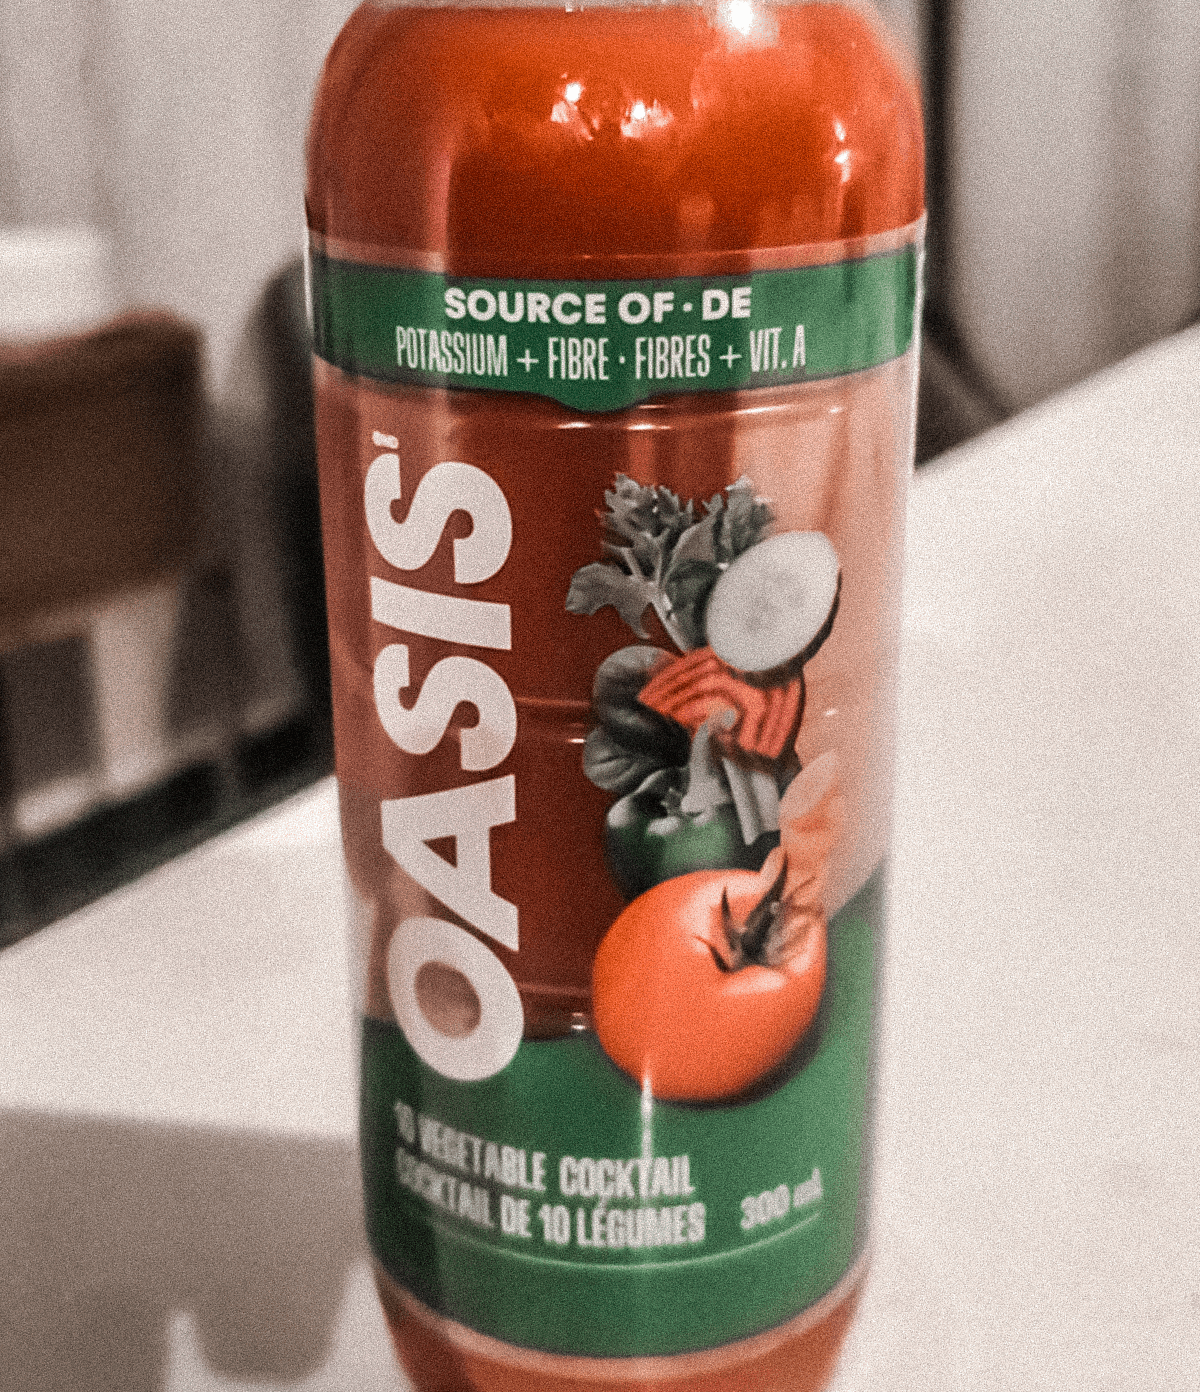 SOURCE OF · DE
POTASSIUM + FIBRE · FIBRES + VIT. A
OASIS
10 VEGETABLE COCKTAIL
COCKTAIL DE 10 LÉGUMES
300 mL